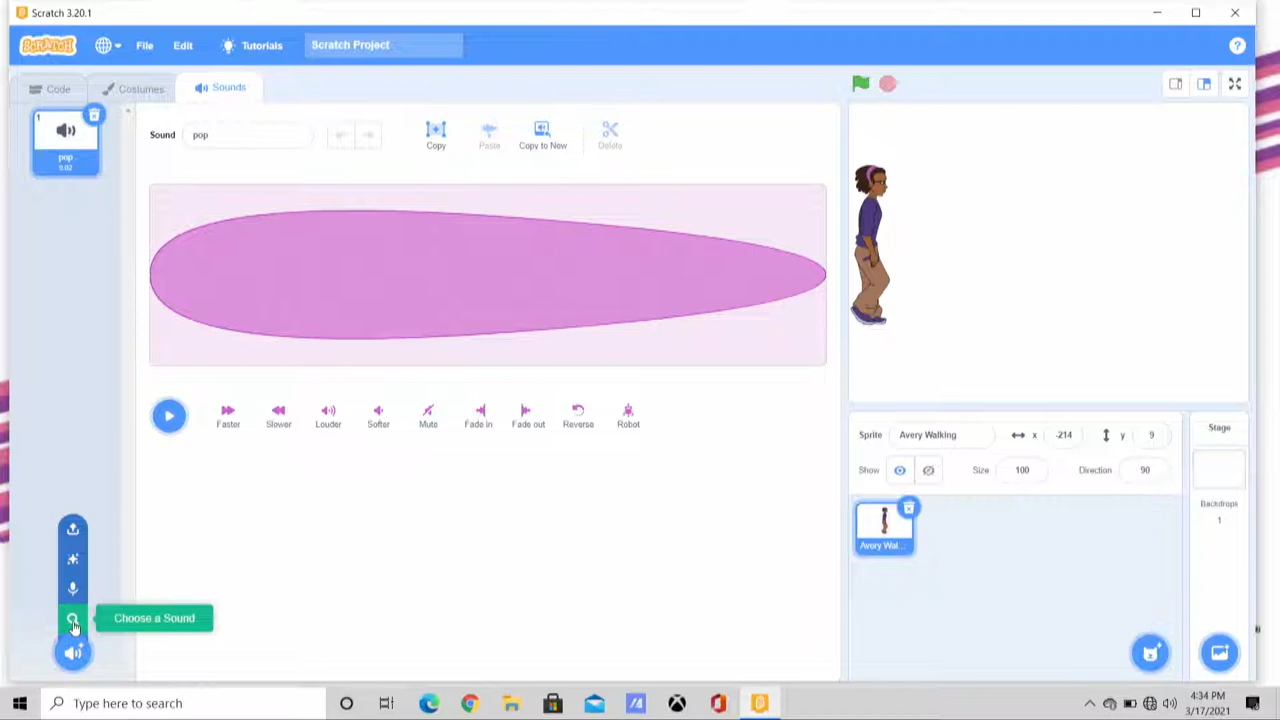 Scratch 3.20.1
SCRATCH File Edit Tutorials Scratch Project ?
Code Costumes Sounds
1
pop
0.02
Sound pop
Copy Paste Copy to New Delete
Faster Slower Louder Softer Mute Fade in Fade out Reverse Robot
Choose a Sound
Sprite Avery Walking x -214 y 9
Show Size 100 Direction 90
Avery Wal...
Stage
Backdrops
1
Type here to search
4:34 PM
3/17/2021